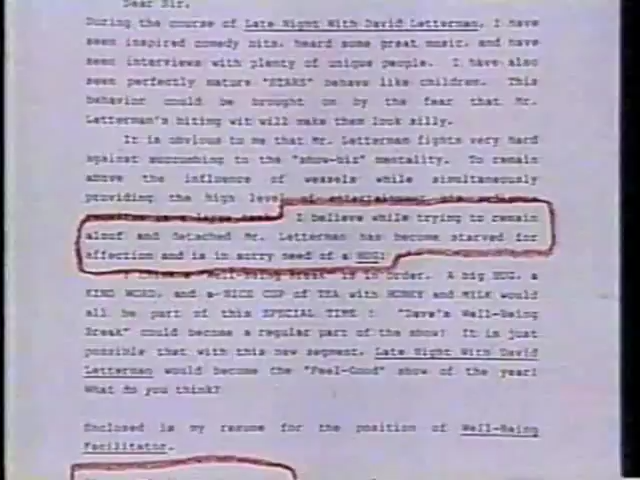 Dear Sir,
During the course of Late Night With David Letterman, I have
seen inspired comedy bits, heard some great music, and have
seen interviews with plenty of unique people. I have also
seen perfectly mature "STARS" behave like children. This
behavior could be brought on by the fear that Mr.
Letterman's biting wit will make them look silly.
It is obvious to me that Mr. Letterman fights very hard
against succumbing to the "show-biz" mentality. To remain
above the influence of weasels while simultaneously
providing the high level of entertainment
I believe while trying to remain
aloof and detached Mr. Letterman has become starved for
affection and is in sorry need of a HUG!
"Well-Being Break" is in order. A big HUG, a
KIND WORD, and a NICE CUP of TEA with HONEY and MILK would
all be part of this SPECIAL TIME ! "Dave's Well-Being
Break" could become a regular part of the show! It is just
possible that with this new segment, Late Night With David
Letterman would become the "Feel-Good" show of the year!
What do you think?
Enclosed is my resume for the position of Well-Being
Facilitator.